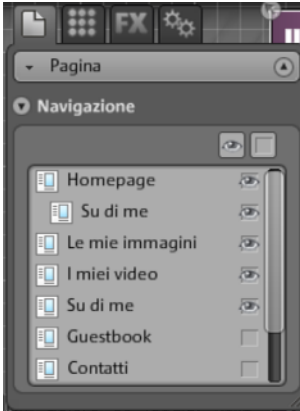 FX
Pagina
Navigazione
Homepage
Su di me
Le mie immagini
I miei video
Su di me
Guestbook
Contatti